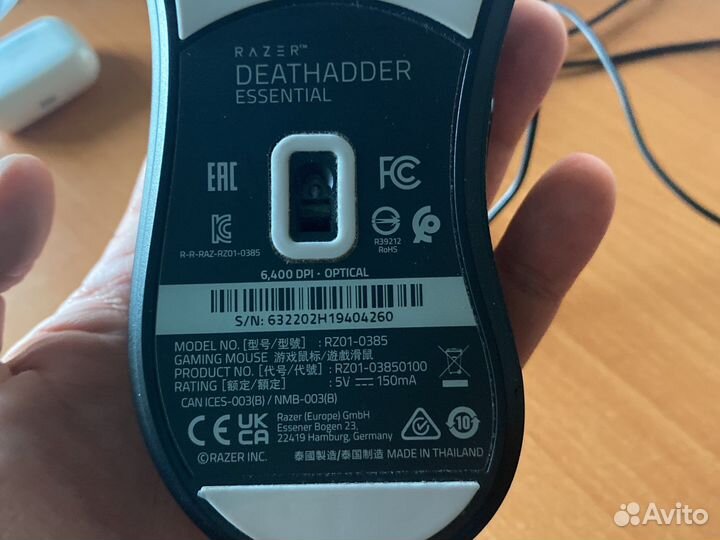 RAZER™
DEATHADDER
ESSENTIAL
EAC
FC
R-R-RAZ-RZ01-0385
R39212
RoHS
6,400 DPI • OPTICAL
S/N: 632202H19404260
MODEL NO. [型号/型號] : RZ01-0385
GAMING MOUSE 游戏鼠标/遊戲滑鼠
PRODUCT NO. [代号/代號] : RZ01-03850100
RATING [额定/額定] : 5V ⎓ 150mA
CAN ICES-003(B) / NMB-003(B)
CE UK CA
Razer (Europe) GmbH
Essener Bogen 23,
22419 Hamburg, Germany
10
©RAZER INC.
泰國製造/泰国制造 MADE IN THAILAND
Avito